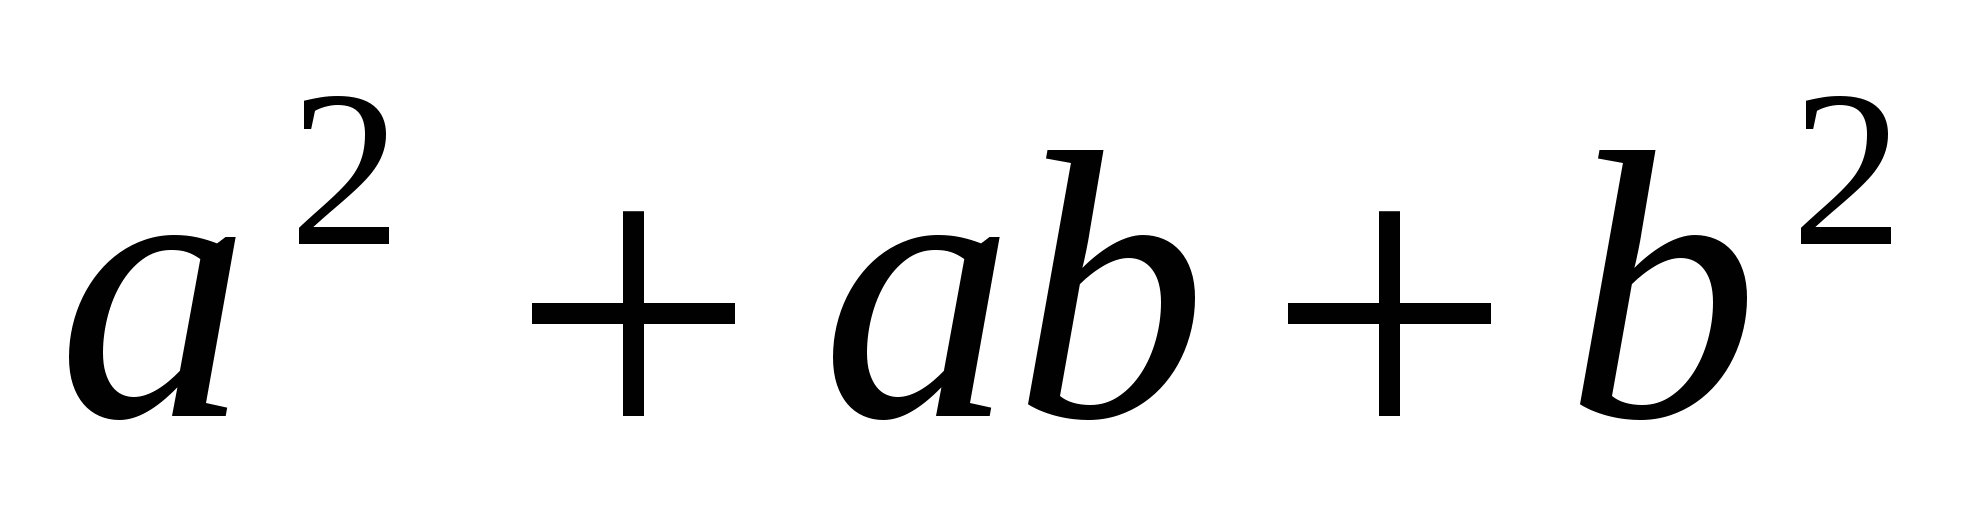 a² + ab + b²